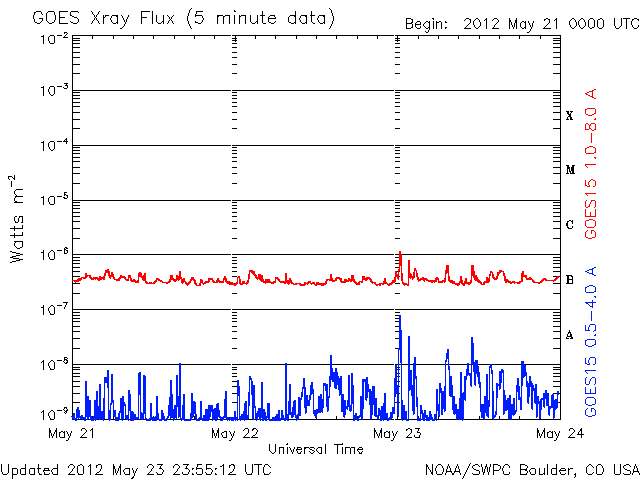 GOES Xray Flux (5 minute data)
Begin: 2012 May 21 0000 UTC
10⁻²
10⁻³
10⁻⁴
10⁻⁵
10⁻⁶
10⁻⁷
10⁻⁸
10⁻⁹
Watts m⁻²
X
M
C
B
A
GOES15 1.0-8.0 A
GOES15 0.5-4.0 A
May 21
May 22
May 23
May 24
Universal Time
Updated 2012 May 23 23:55:12 UTC
NOAA/SWPC Boulder, CO USA